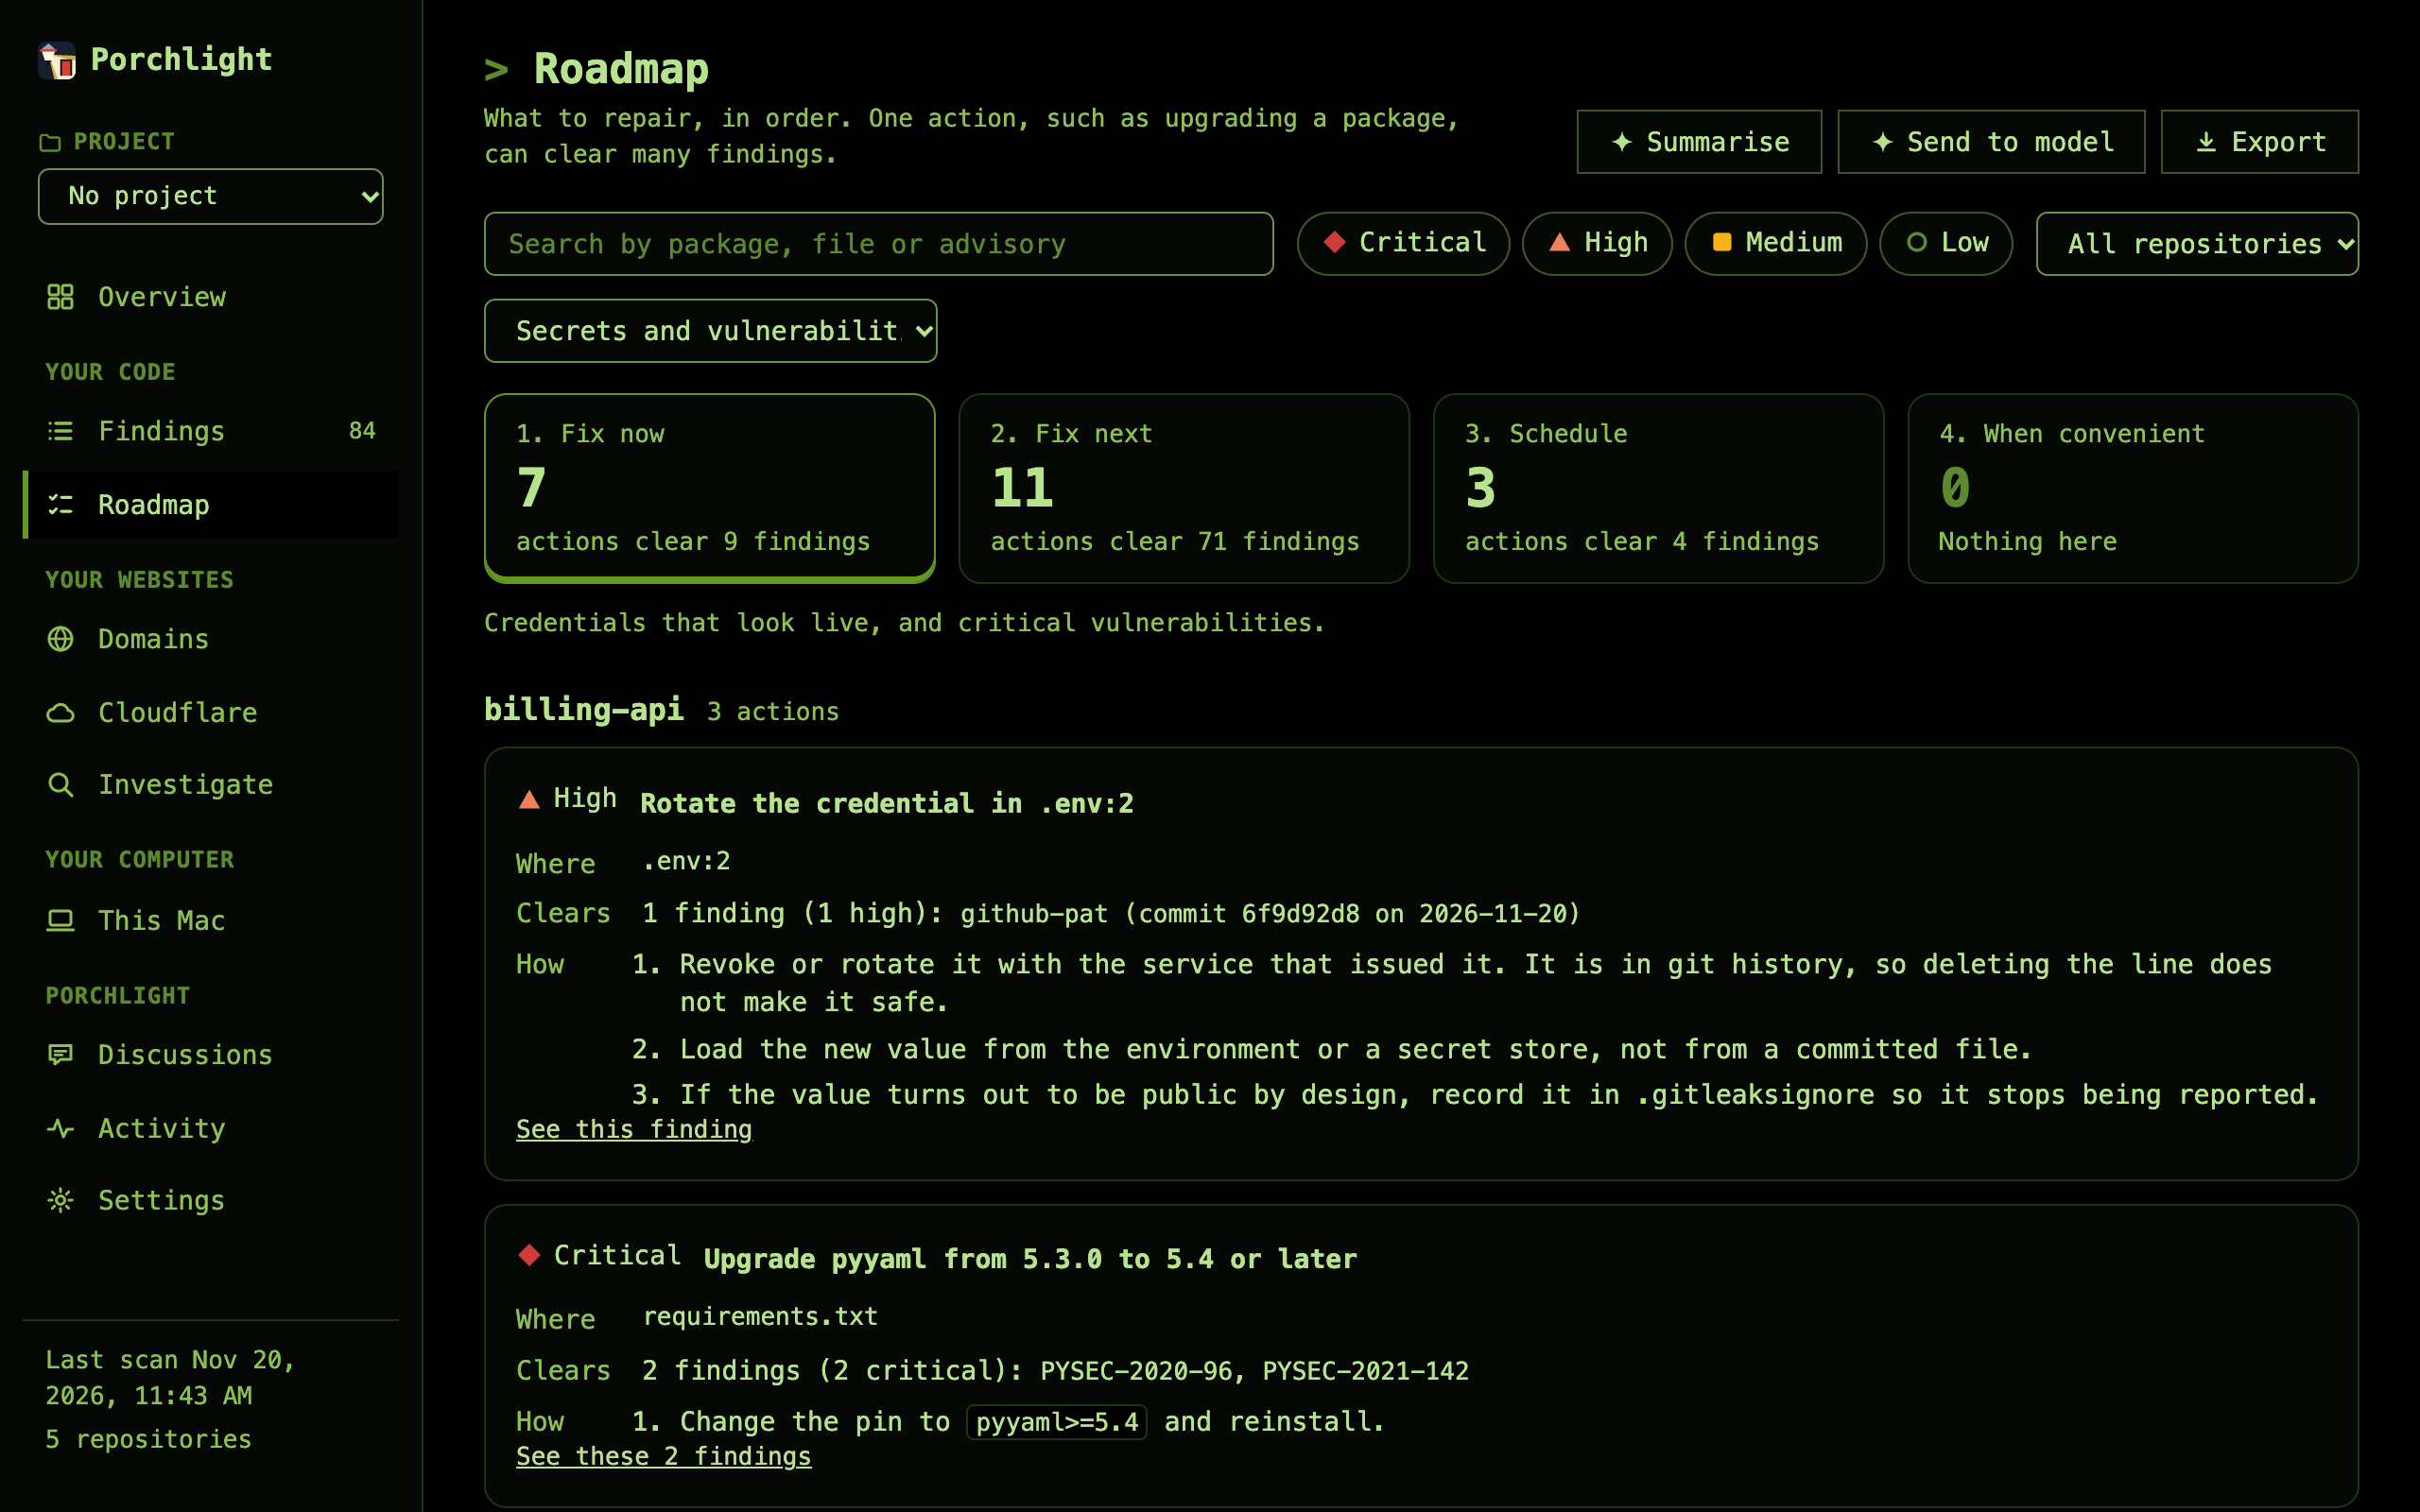 Porchlight
PROJECT
No project
Overview
YOUR CODE
Findings 84
Roadmap
YOUR WEBSITES
Domains
Cloudflare
Investigate
YOUR COMPUTER
This Mac
PORCHLIGHT
Discussions
Activity
Settings
Last scan Nov 20,
2026, 11:43 AM
5 repositories
> Roadmap
What to repair, in order. One action, such as upgrading a package,
can clear many findings.
Summarise
Send to model
Export
Search by package, file or advisory
Critical
High
Medium
Low
All repositories
Secrets and vulnerabilit
1. Fix now
7
actions clear 9 findings
2. Fix next
11
actions clear 71 findings
3. Schedule
3
actions clear 4 findings
4. When convenient
0
Nothing here
Credentials that look live, and critical vulnerabilities.
billing-api 3 actions
High Rotate the credential in .env:2
Where .env:2
Clears 1 finding (1 high): github-pat (commit 6f9d92d8 on 2026-11-20)
How 1. Revoke or rotate it with the service that issued it. It is in git history, so deleting the line does
not make it safe.
2. Load the new value from the environment or a secret store, not from a committed file.
3. If the value turns out to be public by design, record it in .gitleaksignore so it stops being reported.
See this finding
Critical Upgrade pyyaml from 5.3.0 to 5.4 or later
Where requirements.txt
Clears 2 findings (2 critical): PYSEC-2020-96, PYSEC-2021-142
How 1. Change the pin to pyyaml>=5.4 and reinstall.
See these 2 findings